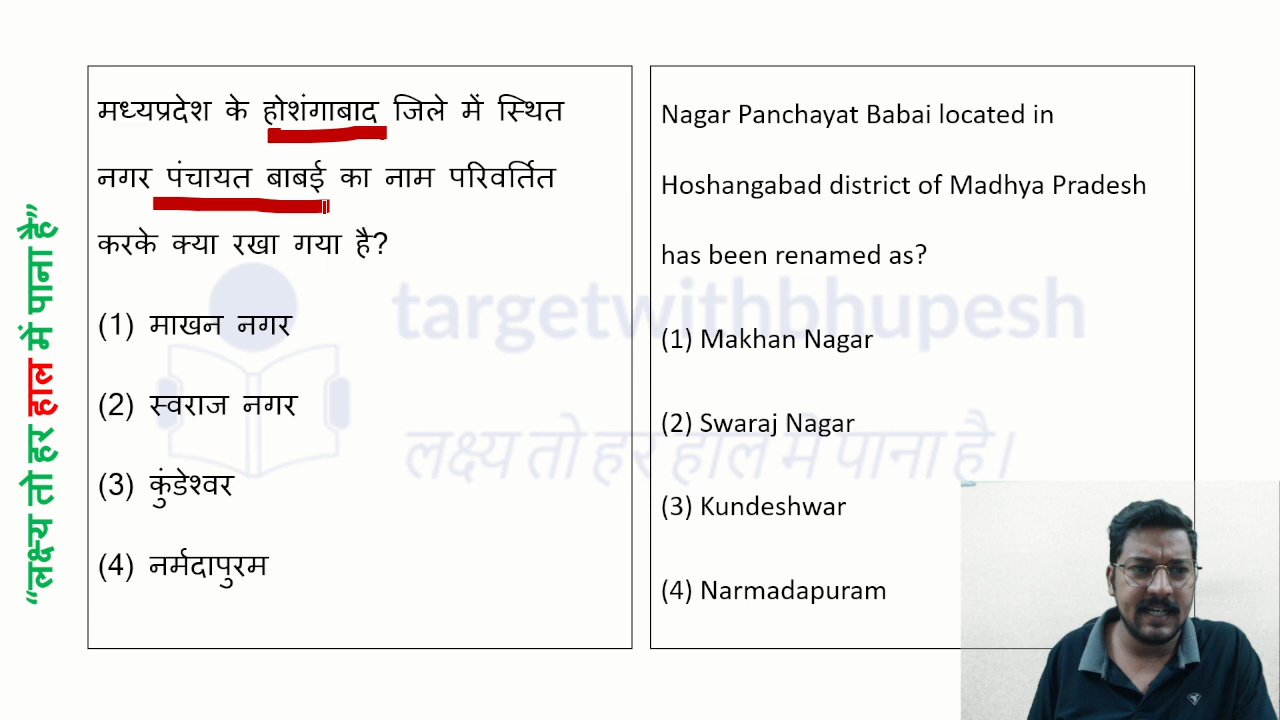 "लक्ष्य तो हर हाल में पाना है"
मध्यप्रदेश के होशंगाबाद जिले में स्थित
नगर पंचायत बाबई का नाम परिवर्तित
करके क्या रखा गया है?
(1) माखन नगर
(2) स्वराज नगर
(3) कुंडेश्वर
(4) नर्मदापुरम
Nagar Panchayat Babai located in
Hoshangabad district of Madhya Pradesh
has been renamed as?
(1) Makhan Nagar
(2) Swaraj Nagar
(3) Kundeshwar
(4) Narmadapuram
targetwithbhupesh
लक्ष्य तो हर हाल में पाना है।